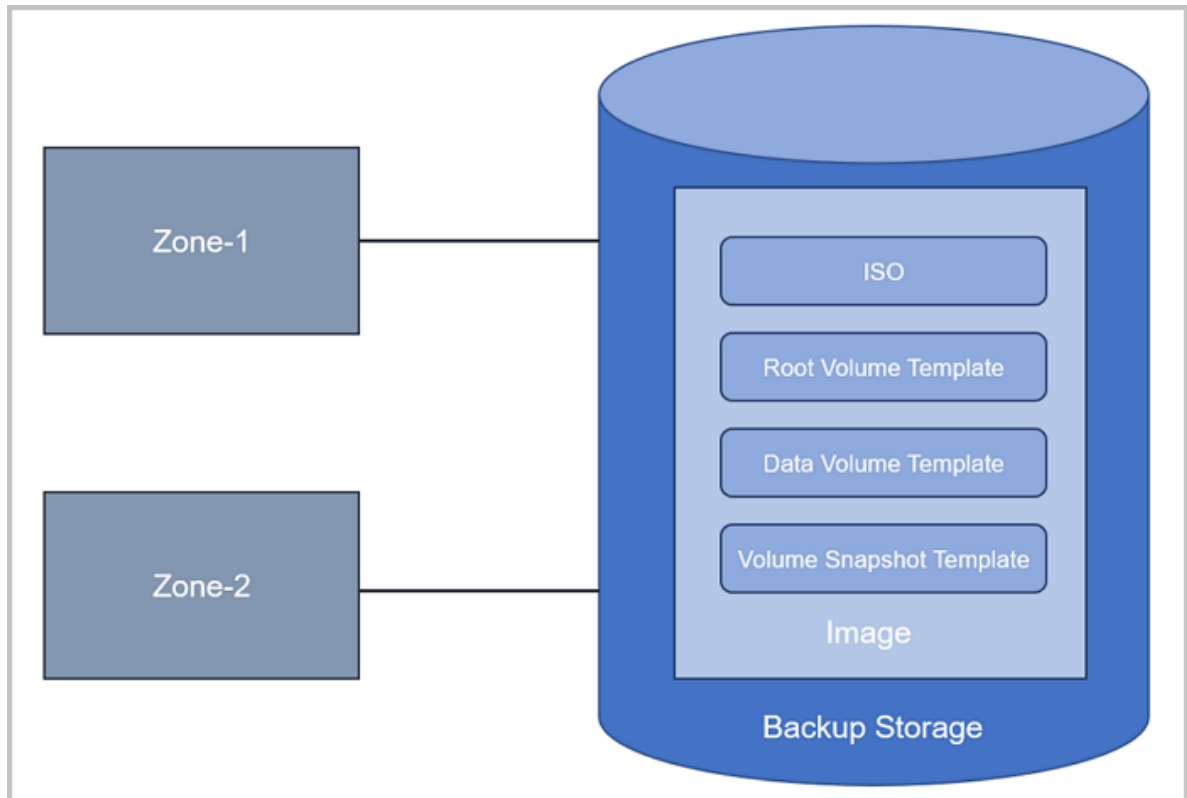 Zone-1
Zone-2
ISO
Root Volume Template
Data Volume Template
Volume Snapshot Template
Image
Backup Storage